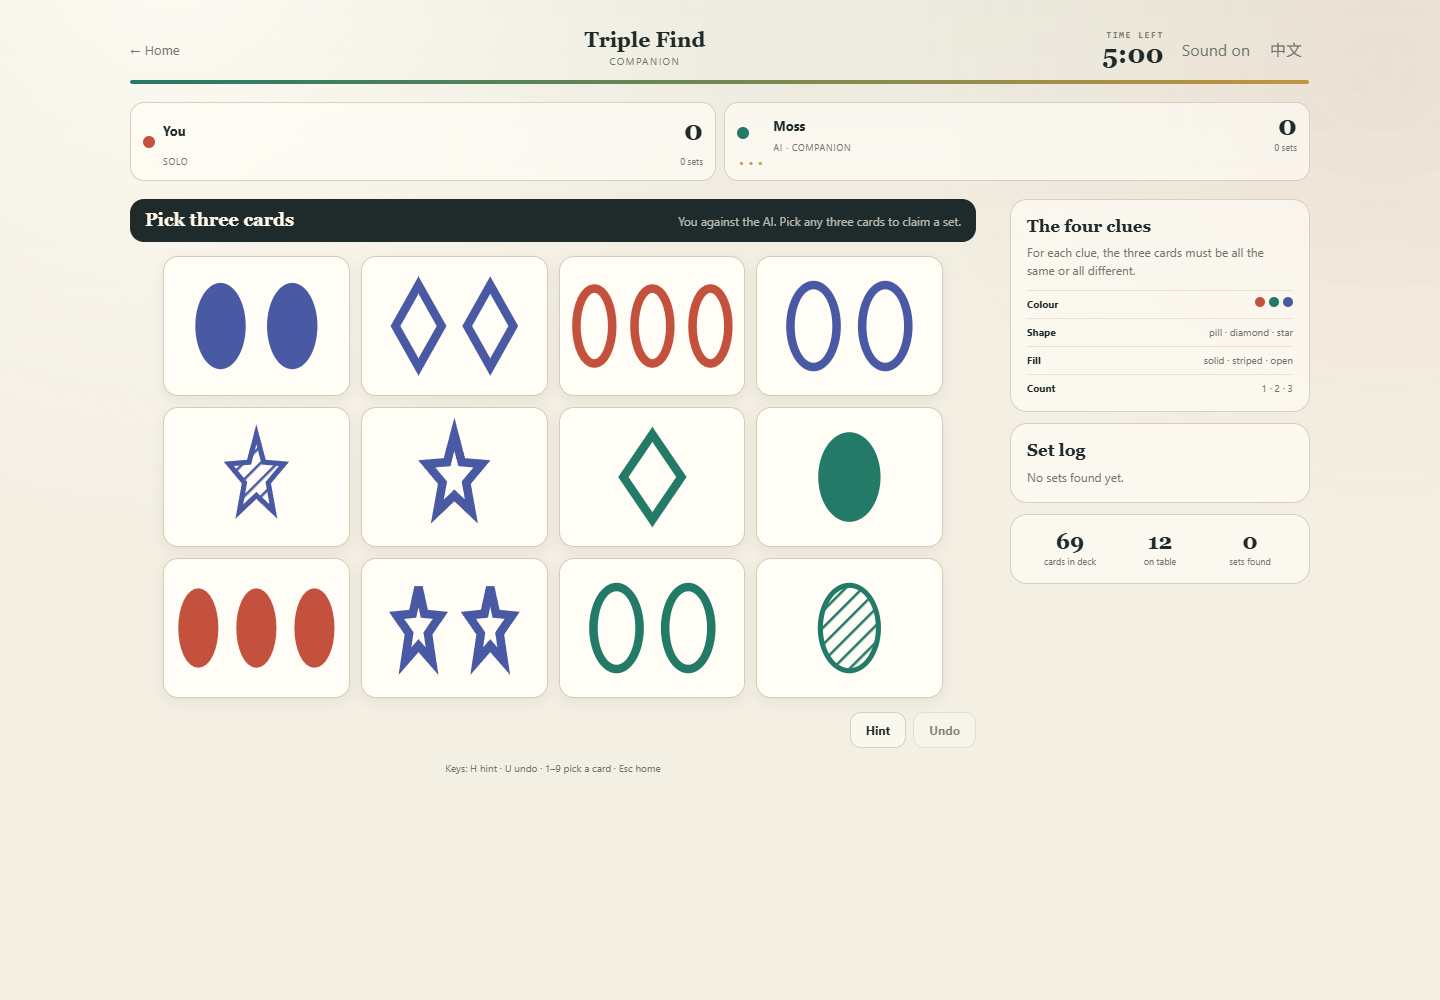 ← Home
Triple Find
COMPANION
TIME LEFT
5:00
Sound on
中文
You
0
SOLO
0 sets
Moss
0
AI · COMPANION
0 sets
Pick three cards
You against the AI. Pick any three cards to claim a set.
The four clues
For each clue, the three cards must be all the
same or all different.
Colour
Shape
pill · diamond · star
Fill
solid · striped · open
Count
1 · 2 · 3
Set log
No sets found yet.
69
cards in deck
12
on table
0
sets found
Hint
Undo
Keys: H hint · U undo · 1–9 pick a card · Esc home